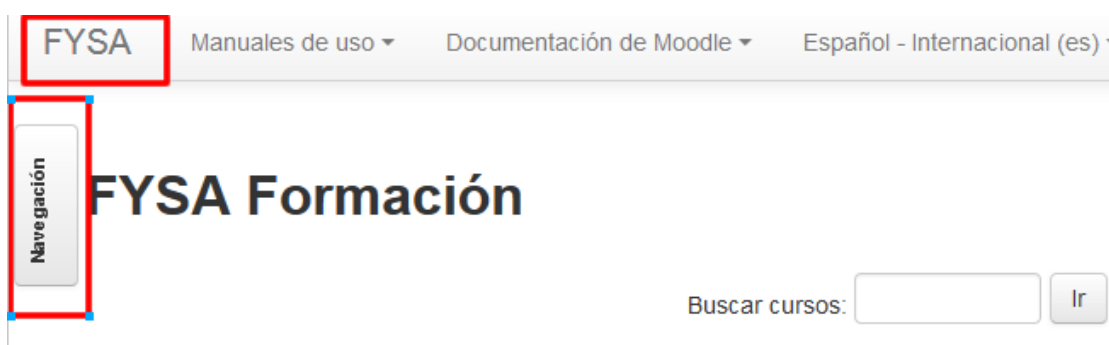 FYSA Manuales de uso Documentación de Moodle Español - Internacional (es)
Navegación
FYSA Formación
Buscar cursos: Ir